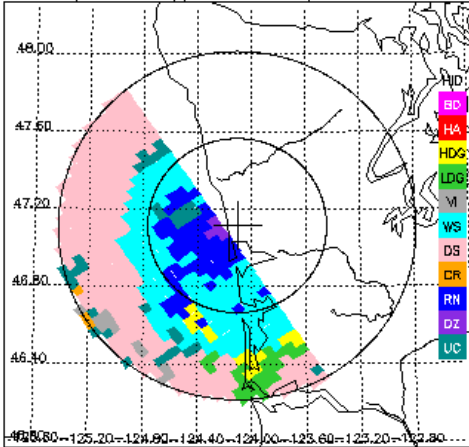 48.00
HID
BD
47.60
HA
HDG
LDG
47.20
VI
WS
DS
46.80
CR
RN
DZ
46.40
UC
-125.20-124.80-124.40-124.00-123.60-123.20-122.80